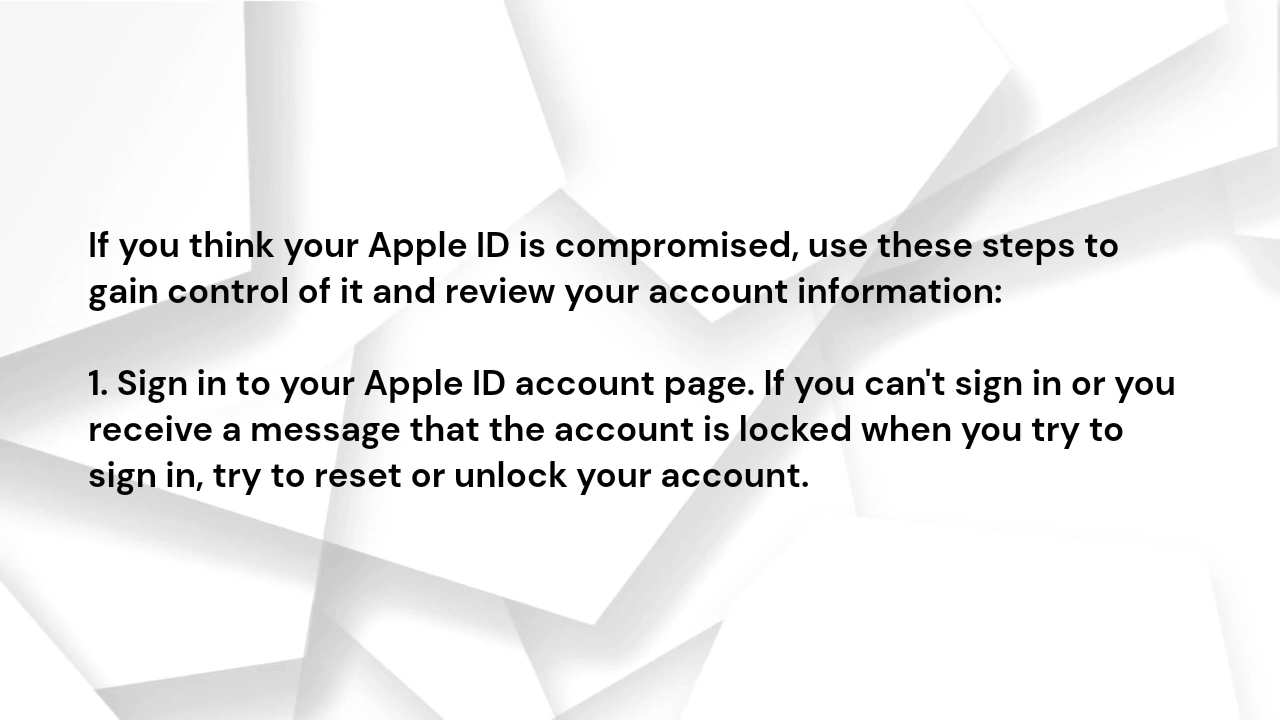 If you think your Apple ID is compromised, use these steps to
gain control of it and review your account information:
1. Sign in to your Apple ID account page. If you can't sign in or you
receive a message that the account is locked when you try to
sign in, try to reset or unlock your account.